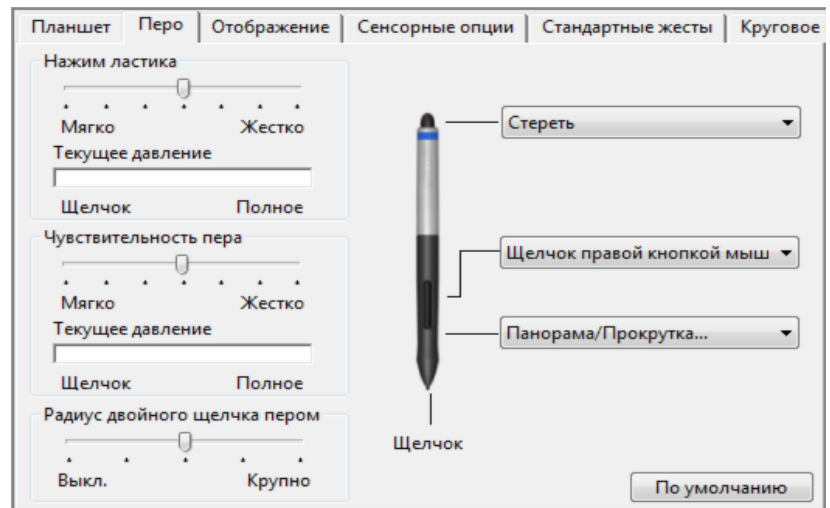 Планшет Перо Отображение Сенсорные опции Стандартные жесты Круговое
Нажим ластика
Мягко Жестко
Текущее давление
Щелчок Полное
Чувствительность пера
Мягко Жестко
Текущее давление
Щелчок Полное
Радиус двойного щелчка пером
Выкл. Крупно
Стереть
Щелчок правой кнопкой мыш
Панорама/Прокрутка...
Щелчок
По умолчанию